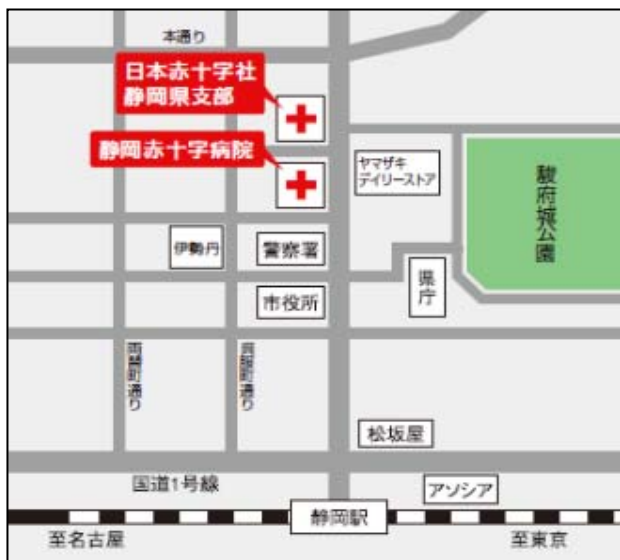 本通り
日本赤十字社
静岡県支部
静岡赤十字病院
ヤマザキ
デイリーストア
駿府城公園
伊勢丹
警察署
県庁
市役所
両替町通り
呉服町通り
松坂屋
国道1号線
アソシア
静岡駅
至名古屋
至東京